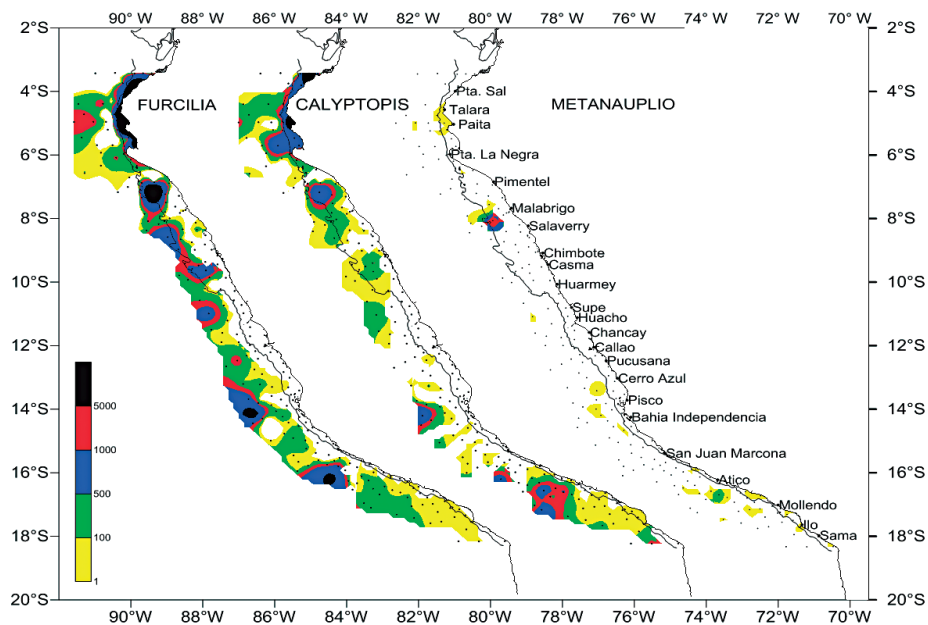 90°W 88°W 86°W 84°W 82°W 80°W 78°W 76°W 74°W 72°W 70°W
2°S 2°S
4°S 4°S
Pta. Sal
FURCILIA CALYPTOPIS METANAUPLIO
Talara
Paita
6°S Pta. La Negra 6°S
Pimentel
8°S Malabrigo 8°S
Salaverry
Chimbote
Casma
10°S Huarmey 10°S
Supe
Huacho
Chancay
12°S Callao 12°S
Pucusana
Cerro Azul
5000 Pisco
14°S 14°S
Bahia Independencia
1000
San Juan Marcona
16°S 16°S
500 Atico
Mollendo
100 Ilo
18°S Sama 18°S
1
20°S 20°S
90°W 88°W 86°W 84°W 82°W 80°W 78°W 76°W 74°W 72°W 70°W